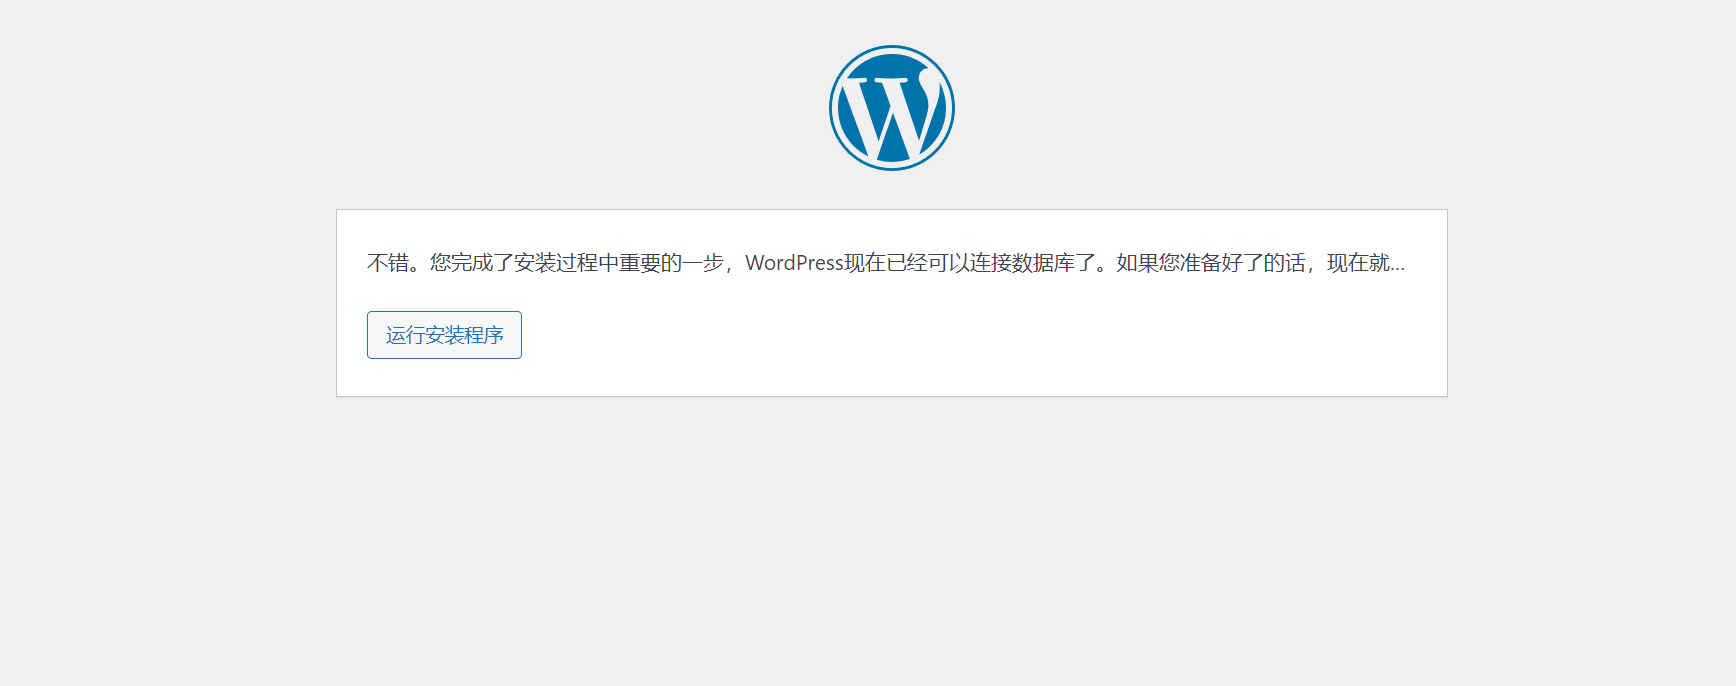 不错。您完成了安装过程中重要的一步，WordPress现在已经可以连接数据库了。如果您准备好了的话，现在就…
运行安装程序